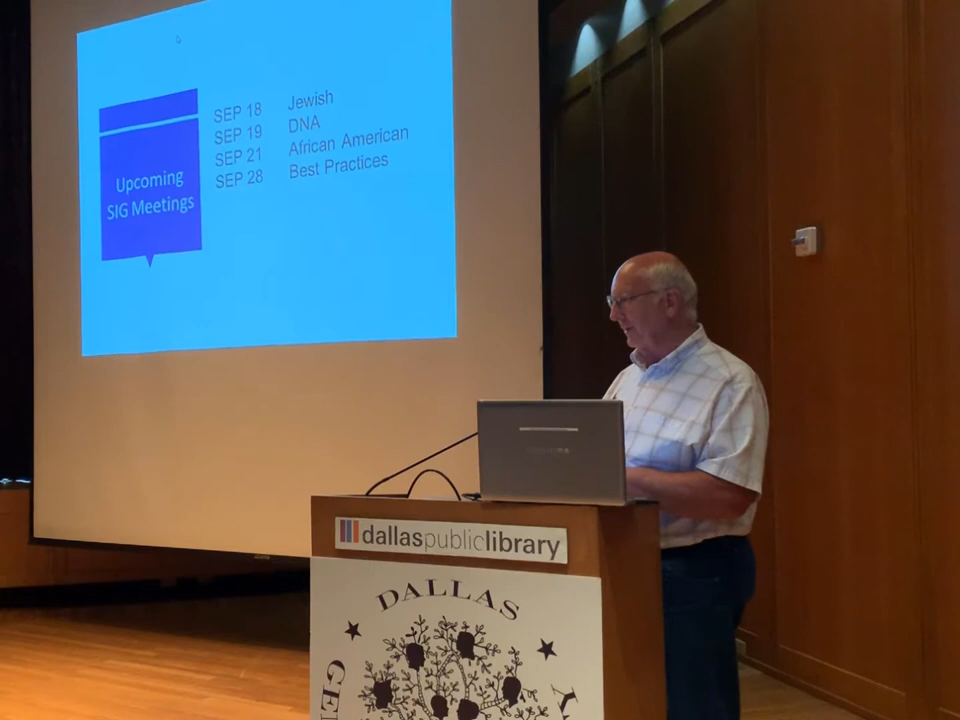 Upcoming
SIG Meetings
SEP 18 Jewish
SEP 19 DNA
SEP 21 African American
SEP 28 Best Practices
dallaspubliclibrary
DALLAS
GE